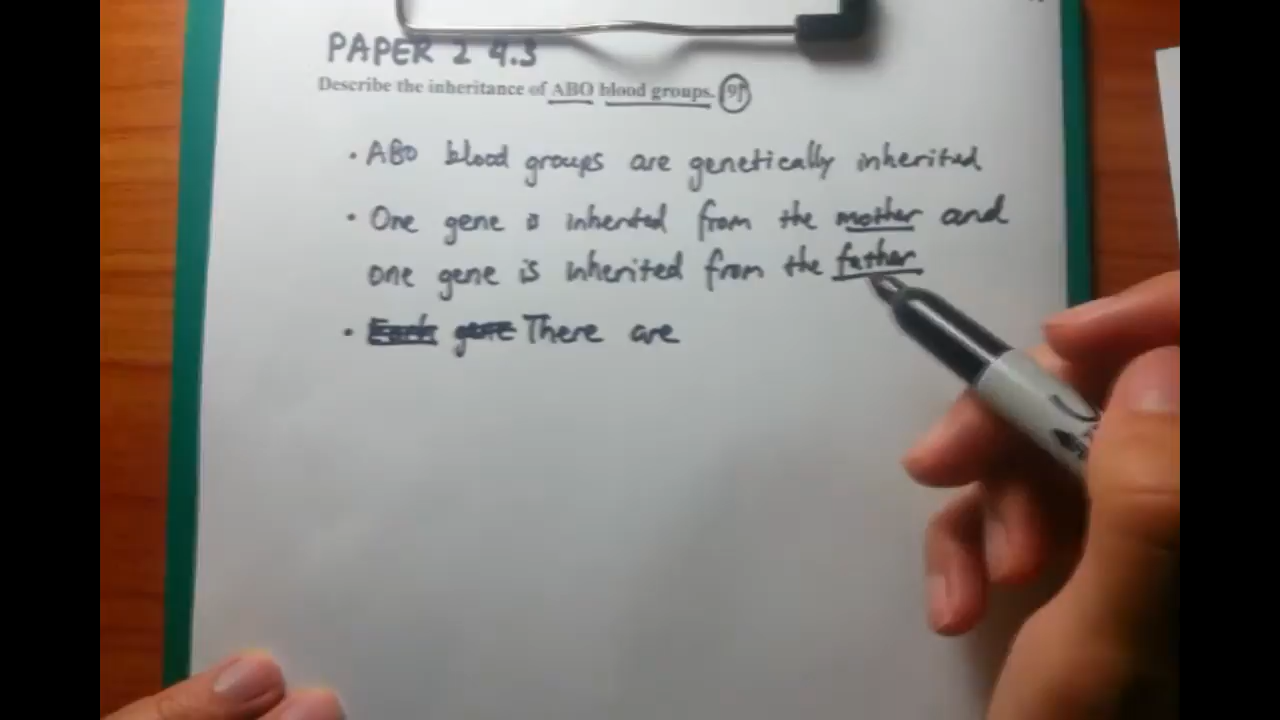 PAPER 2 4.3
Describe the inheritance of ABO blood groups. (9)
• ABO blood groups are genetically inherited
• One gene is inherited from the mother and
one gene is inherited from the father
• There are